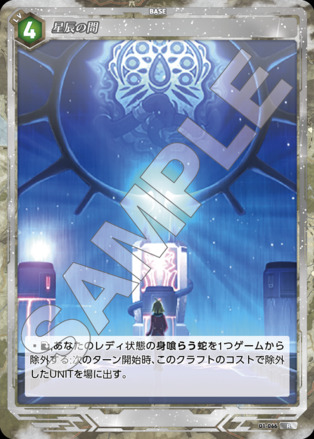 BASE
LV
4
星辰の間
SAMPLE
・,あなたのレディ状態の身喰らう蛇を1つゲームから
除外する:次のターン開始時、このクラフトのコストで除外
したUNITを場に出す。